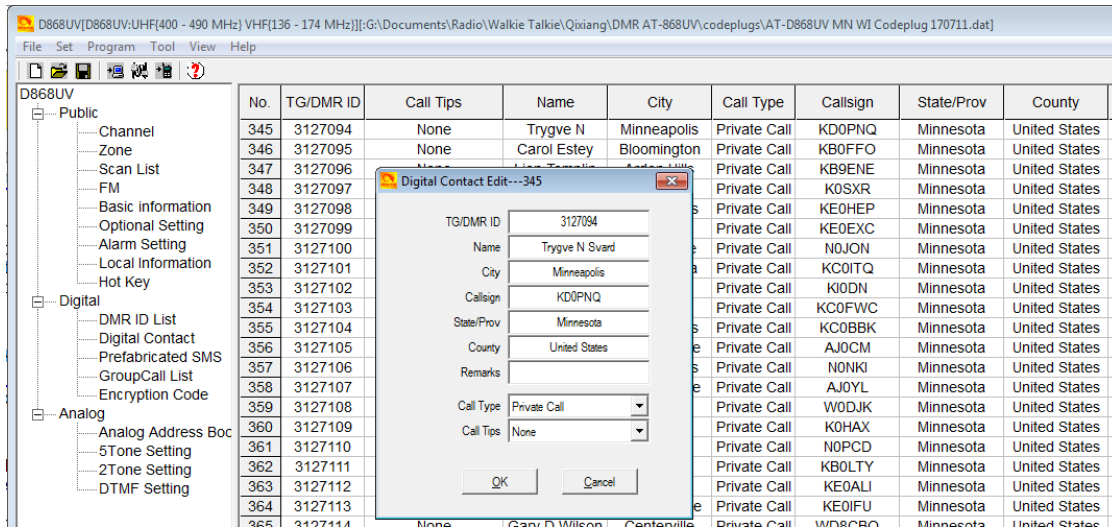 D868UV[D868UV:UHF{400 - 490 MHz} VHF{136 - 174 MHz}][:G:\Documents\Radio\Walkie Talkie\Qixiang\DMR AT-868UV\codeplugs\AT-D868UV MN WI Codeplug 170711.dat]
File Set Program Tool View Help
D868UV
Public
Channel
Zone
Scan List
FM
Basic information
Optional Setting
Alarm Setting
Local Information
Hot Key
Digital
DMR ID List
Digital Contact
Prefabricated SMS
GroupCall List
Encryption Code
Analog
Analog Address Boo
5Tone Setting
2Tone Setting
DTMF Setting
No. TG/DMR ID Call Tips Name City Call Type Callsign State/Prov County
345 3127094 None Trygve N Minneapolis Private Call KD0PNQ Minnesota United States
346 3127095 None Carol Estey Bloomington Private Call KB0FFO Minnesota United States
347 3127096 Private Call KB9ENE Minnesota United States
348 3127097 Private Call K0SXR Minnesota United States
349 3127098 s Private Call KE0HEP Minnesota United States
350 3127099 Private Call KE0EXC Minnesota United States
351 3127100 Private Call N0JON Minnesota United States
352 3127101 a Private Call KC0ITQ Minnesota United States
353 3127102 Private Call KI0DN Minnesota United States
354 3127103 Private Call KC0FWC Minnesota United States
355 3127104 s Private Call KC0BBK Minnesota United States
356 3127105 e Private Call AJ0CM Minnesota United States
357 3127106 s Private Call N0NKI Minnesota United States
358 3127107 e Private Call AJ0YL Minnesota United States
359 3127108 Private Call W0DJK Minnesota United States
360 3127109 Private Call K0HAX Minnesota United States
361 3127110 Private Call N0PCD Minnesota United States
362 3127111 Private Call KB0LTY Minnesota United States
363 3127112 Private Call KE0ALI Minnesota United States
364 3127113 e Private Call KE0IFU Minnesota United States
365 3127114 None Gary D Wilson Centerville Private Call WD8CBO Minnesota United States
Digital Contact Edit---345
TG/DMR ID 3127094
Name Trygve N Svard
City Minneapolis
Callsign KD0PNQ
State/Prov Minnesota
County United States
Remarks
Call Type Private Call
Call Tips None
OK Cancel